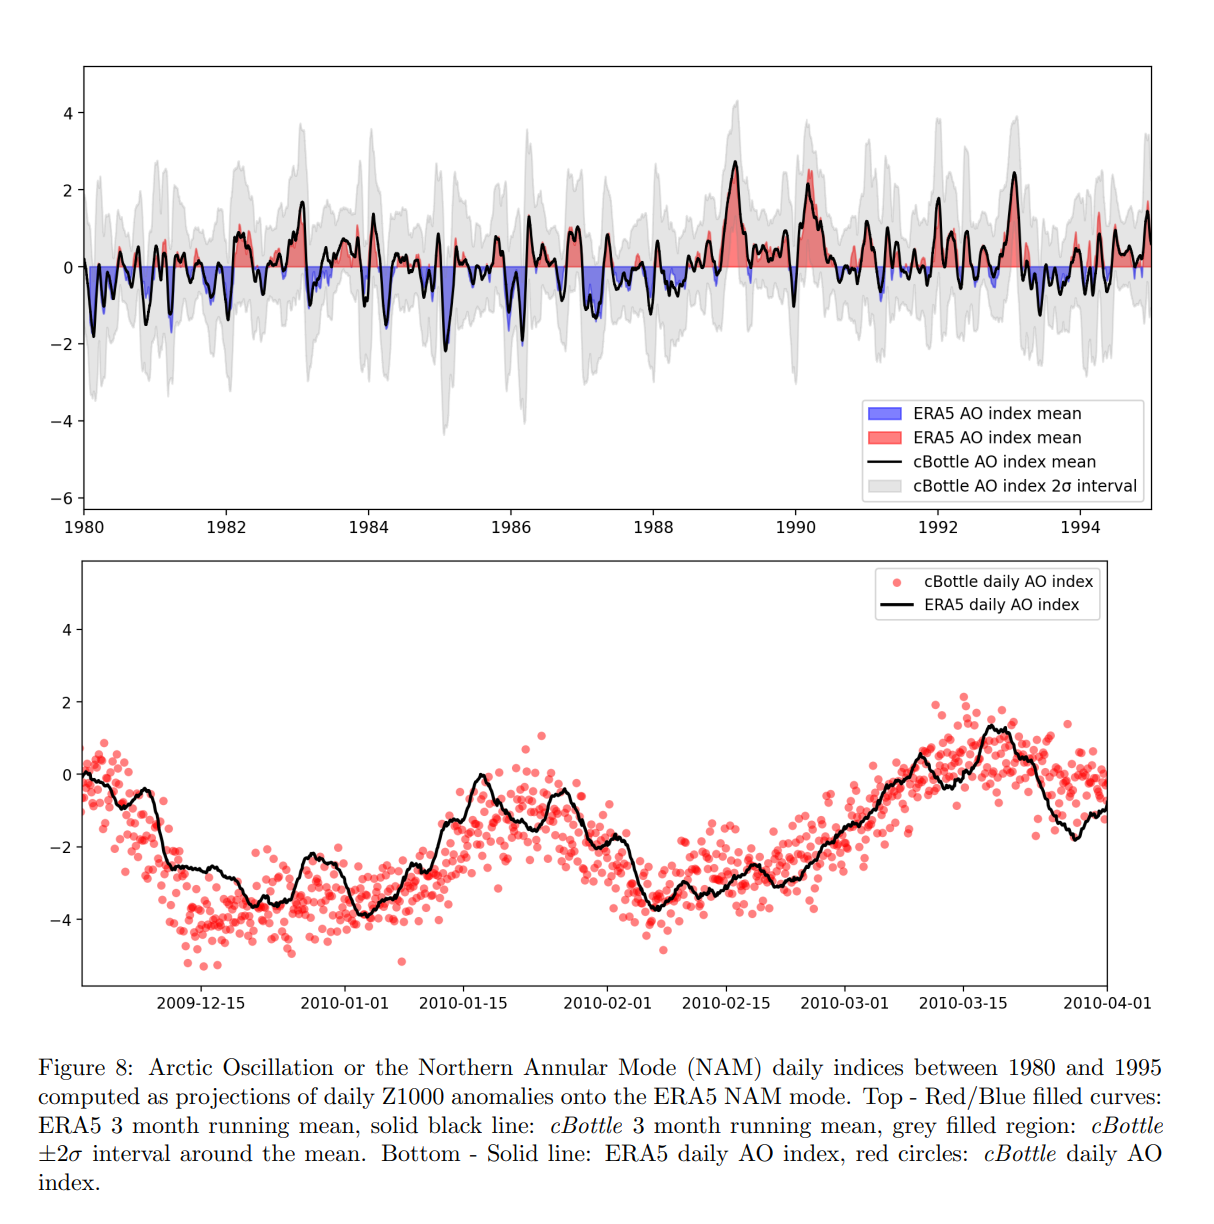 4
2
0
−2
−4
−6
ERA5 AO index mean
ERA5 AO index mean
cBottle AO index mean
cBottle AO index 2σ interval
1980 1982 1984 1986 1988 1990 1992 1994
cBottle daily AO index
ERA5 daily AO index
4
2
0
−2
−4
2009-12-15 2010-01-01 2010-01-15 2010-02-01 2010-02-15 2010-03-01 2010-03-15 2010-04-01
Figure 8: Arctic Oscillation or the Northern Annular Mode (NAM) daily indices between 1980 and 1995
computed as projections of daily Z1000 anomalies onto the ERA5 NAM mode. Top - Red/Blue filled curves:
ERA5 3 month running mean, solid black line: cBottle 3 month running mean, grey filled region: cBottle
±2σ interval around the mean. Bottom - Solid line: ERA5 daily AO index, red circles: cBottle daily AO
index.